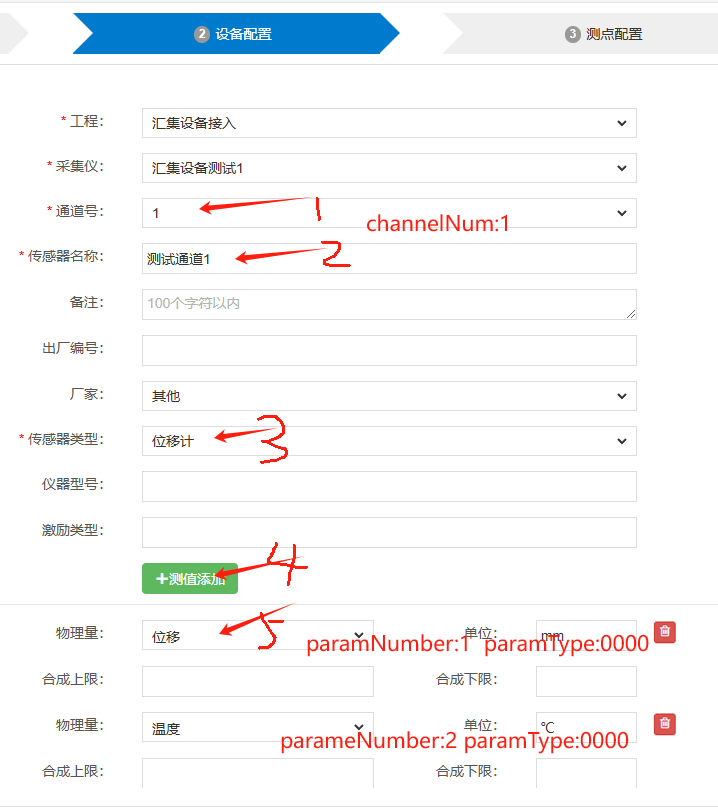 2 设备配置 3 测点配置
* 工程： 汇集设备接入
* 采集仪： 汇集设备测试1
* 通道号： 1 1
channelNum:1
* 传感器名称： 测试通道1 2
备注： 100个字符以内
出厂编号：
厂家： 其他
* 传感器类型： 位移计 3
仪器型号：
激励类型：
+测值添加 4
物理量： 位移 5 单位： mm
paramNumber:1 paramType:0000
合成上限： 合成下限：
物理量： 温度 单位： ℃
parameNumber:2 paramType:0000
合成上限： 合成下限：